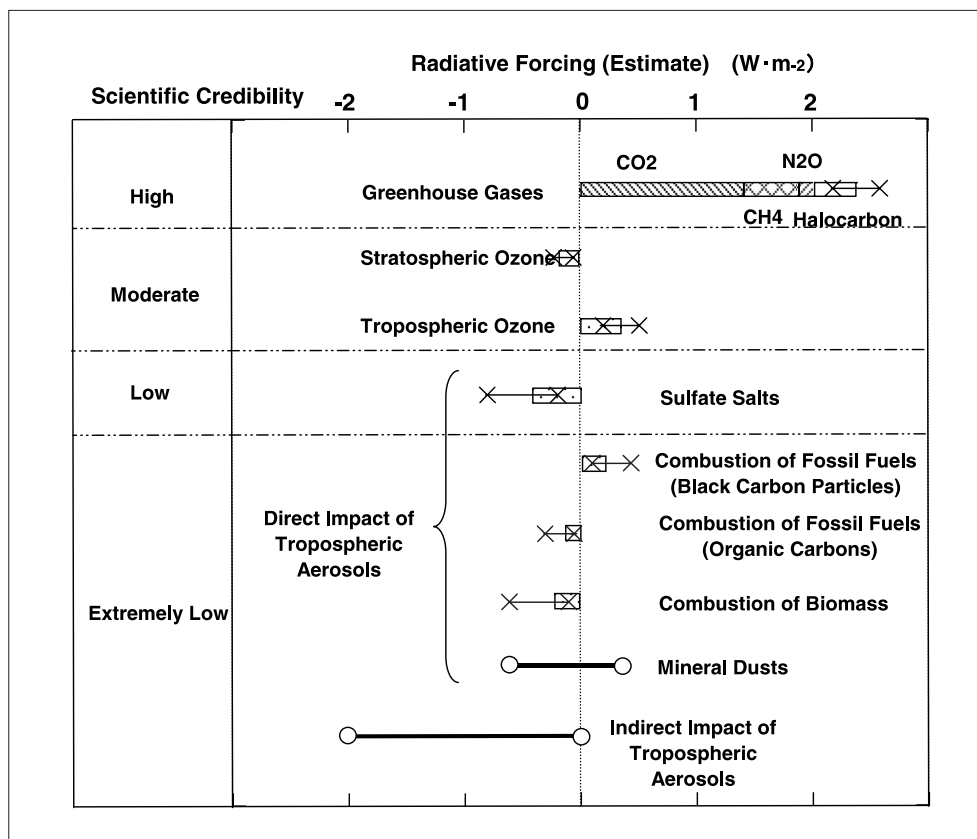 Radiative Forcing (Estimate) (W·m-2)
Scientific Credibility
-2 -1 0 1 2
CO2 N2O
High Greenhouse Gases
CH4 Halocarbon
Stratospheric Ozone
Moderate
Tropospheric Ozone
Low Sulfate Salts
Combustion of Fossil Fuels
(Black Carbon Particles)
Direct Impact of
Tropospheric
Aerosols
Combustion of Fossil Fuels
(Organic Carbons)
Extremely Low
Combustion of Biomass
Mineral Dusts
Indirect Impact of
Tropospheric
Aerosols